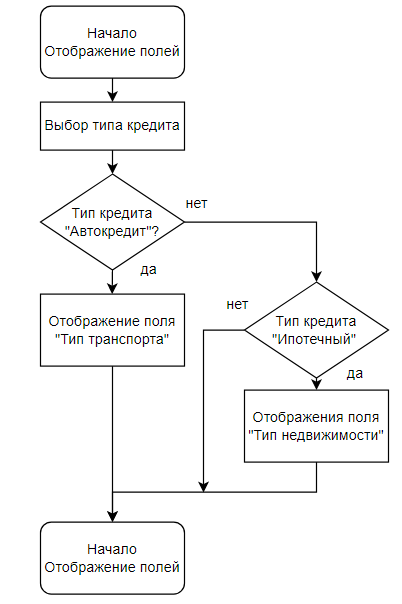 Начало
Отображение полей
Выбор типа кредита
Тип кредита
"Автокредит"?
нет
да
Отображение поля
"Тип транспорта"
нет
Тип кредита
"Ипотечный"
да
Отображения поля
"Тип недвижимости"
Начало
Отображение полей